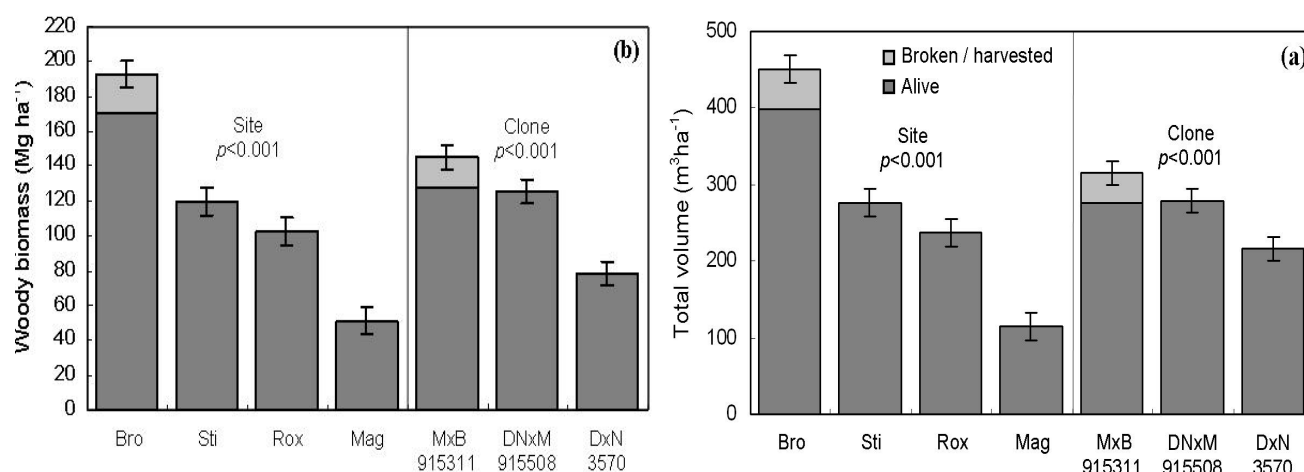 Woody biomass (Mg ha⁻¹)
220
200
180
160
140
120
100
80
60
40
20
0
(b)
Site
p<0.001
Clone
p<0.001
Bro
Sti
Rox
Mag
MxB
915311
DNxM
915508
DxN
3570
Total volume (m³ha⁻¹)
500
400
300
200
100
0
(a)
Broken / harvested
Alive
Site
p<0.001
Clone
p<0.001
Bro
Sti
Rox
Mag
MxB
915311
DNxM
915508
DxN
3570